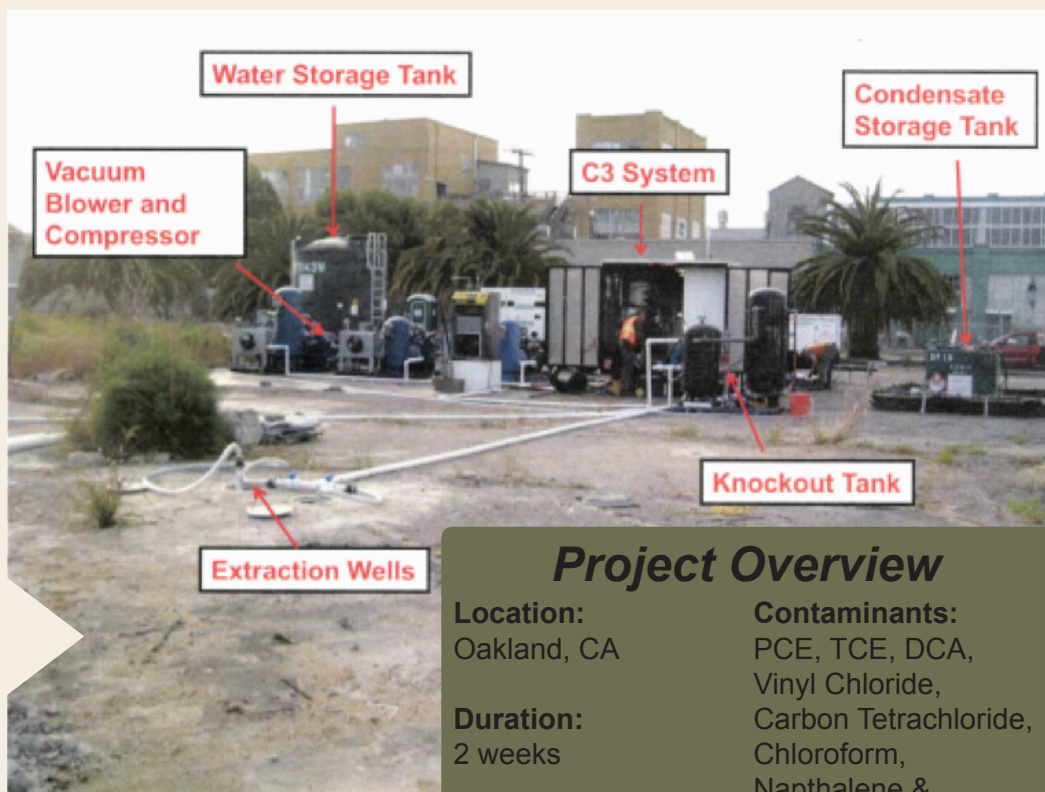 Water Storage Tank
Condensate
Storage Tank
Vacuum
Blower and
Compressor
C3 System
Knockout Tank
Extraction Wells
Project Overview
Location:
Oakland, CA
Duration:
2 weeks
Contaminants:
PCE, TCE, DCA,
Vinyl Chloride,
Carbon Tetrachloride,
Chloroform,
Napthalene &